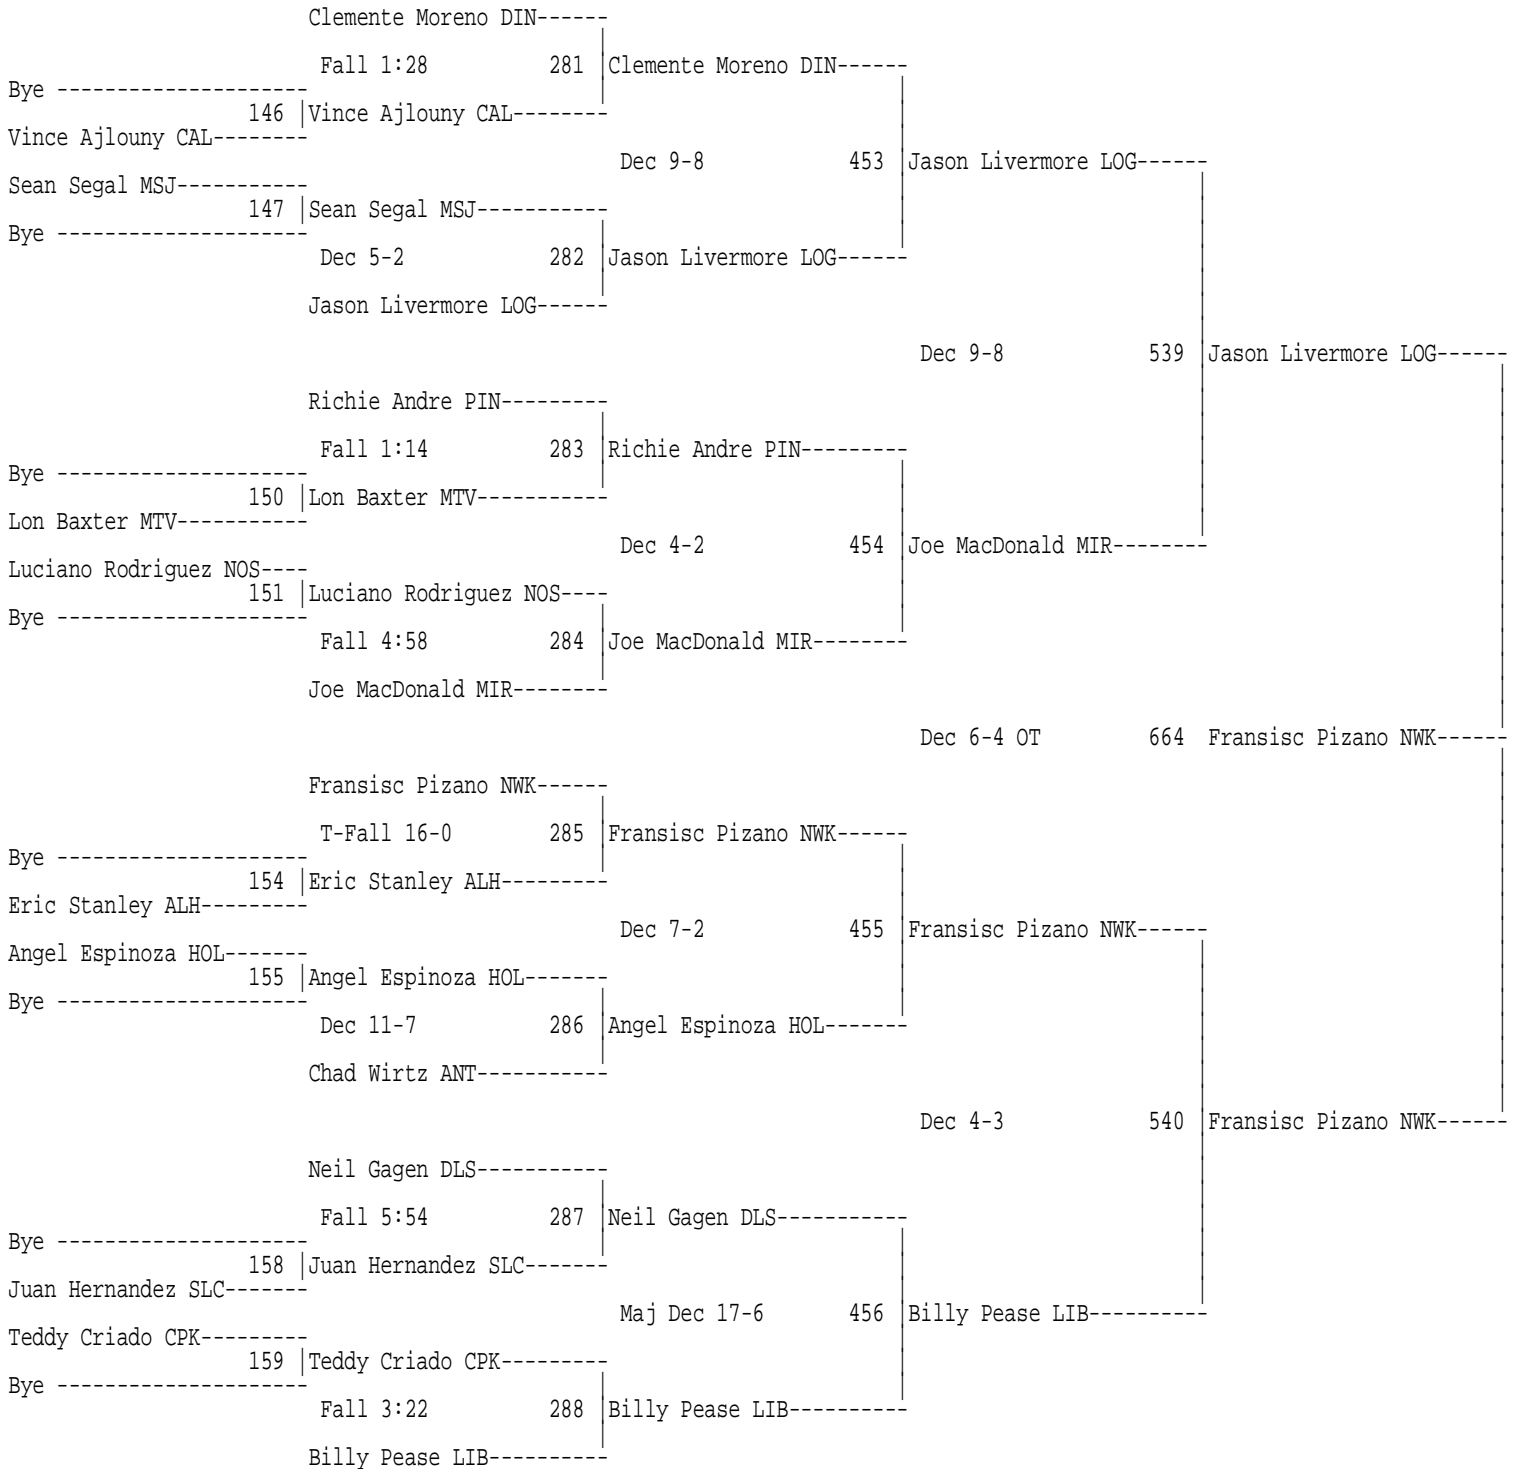 Clemente Moreno DIN------
Fall 1:28 281 |Clemente Moreno DIN------
Bye ---------------------
146 |Vince Ajlouny CAL--------
Vince Ajlouny CAL--------
Dec 9-8 453 |Jason Livermore LOG------
Sean Segal MSJ-----------
147 |Sean Segal MSJ-----------
Bye ---------------------
Dec 5-2 282 |Jason Livermore LOG------
Jason Livermore LOG------
Dec 9-8 539 |Jason Livermore LOG------
Richie Andre PIN---------
Fall 1:14 283 |Richie Andre PIN---------
Bye ---------------------
150 |Lon Baxter MTV-----------
Lon Baxter MTV-----------
Dec 4-2 454 |Joe MacDonald MIR--------
Luciano Rodriguez NOS----
151 |Luciano Rodriguez NOS----
Bye ---------------------
Fall 4:58 284 |Joe MacDonald MIR--------
Joe MacDonald MIR--------
Dec 6-4 OT 664 Fransisc Pizano NWK------
Fransisc Pizano NWK------
T-Fall 16-0 285 |Fransisc Pizano NWK------
Bye ---------------------
154 |Eric Stanley ALH---------
Eric Stanley ALH---------
Dec 7-2 455 |Fransisc Pizano NWK------
Angel Espinoza HOL-------
155 |Angel Espinoza HOL-------
Bye ---------------------
Dec 11-7 286 |Angel Espinoza HOL-------
Chad Wirtz ANT-----------
Dec 4-3 540 |Fransisc Pizano NWK------
Neil Gagen DLS-----------
Fall 5:54 287 |Neil Gagen DLS-----------
Bye ---------------------
158 |Juan Hernandez SLC-------
Juan Hernandez SLC-------
Maj Dec 17-6 456 |Billy Pease LIB----------
Teddy Criado CPK---------
159 |Teddy Criado CPK---------
Bye ---------------------
Fall 3:22 288 |Billy Pease LIB----------
Billy Pease LIB----------